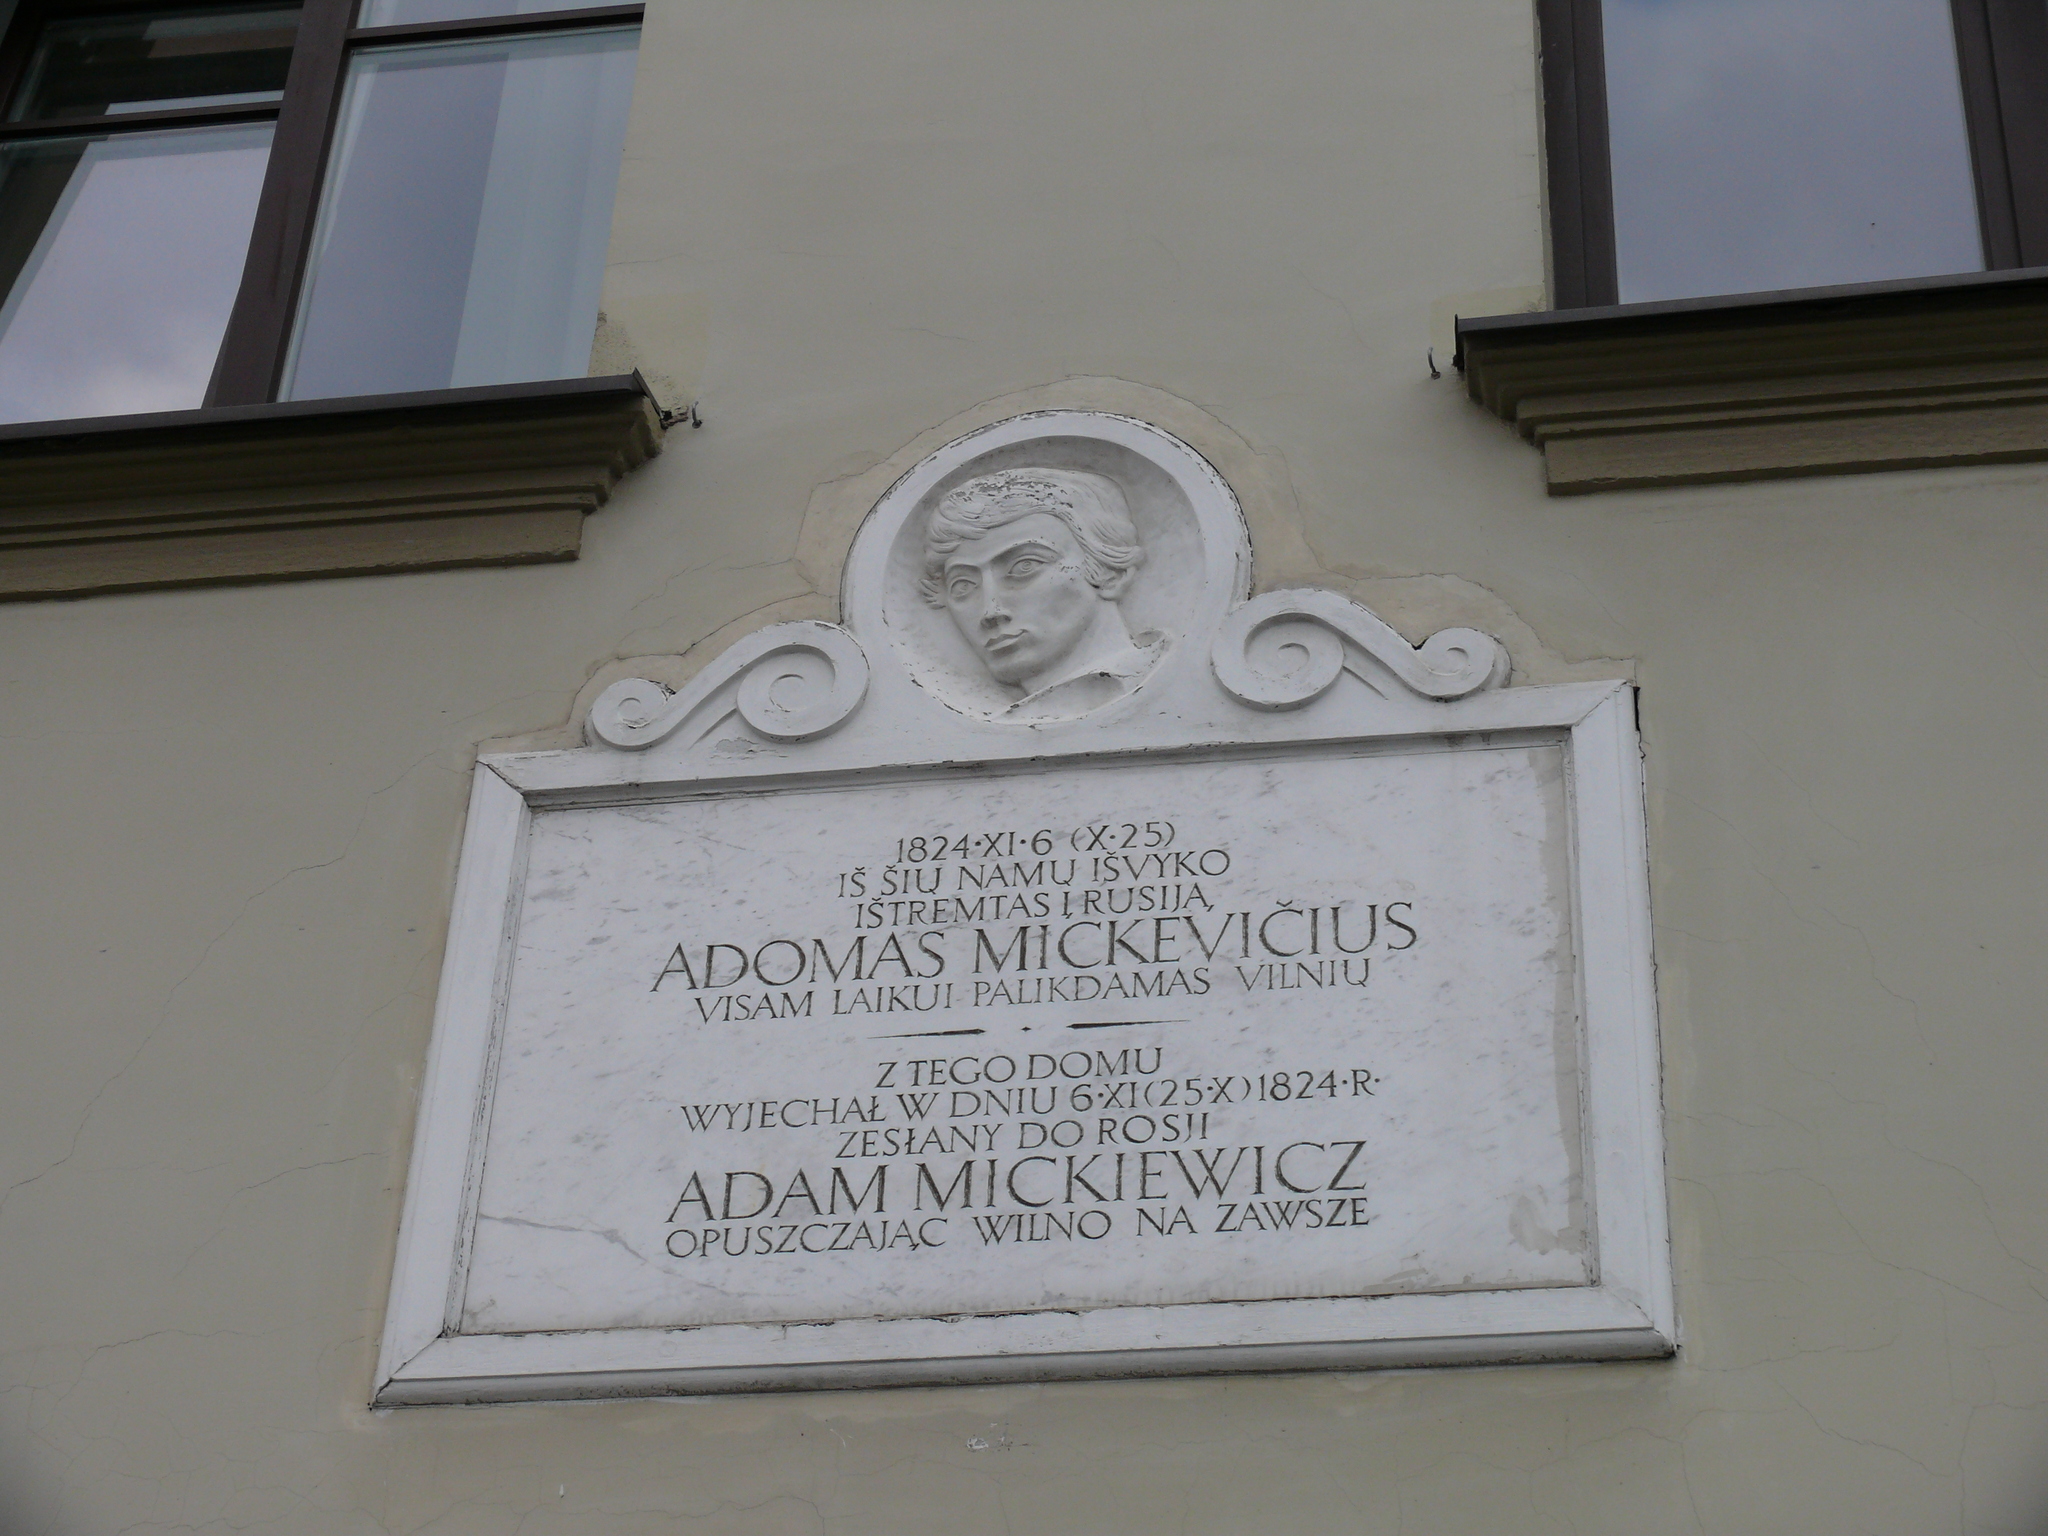 1824·XI·6 (X·25)
IŠ ŠIŲ NAMŲ IŠVYKO
IŠTREMTAS Į RUSIJĄ
ADOMAS MICKEVIČIUS
VISAM LAIKUI PALIKDAMAS VILNIŲ
Z TEGO DOMU
WYJECHAŁ W DNIU 6·XI(25·X)1824·R·
ZESŁANY DO ROSJI
ADAM MICKIEWICZ
OPUSZCZAJĄC WILNO NA ZAWSZE